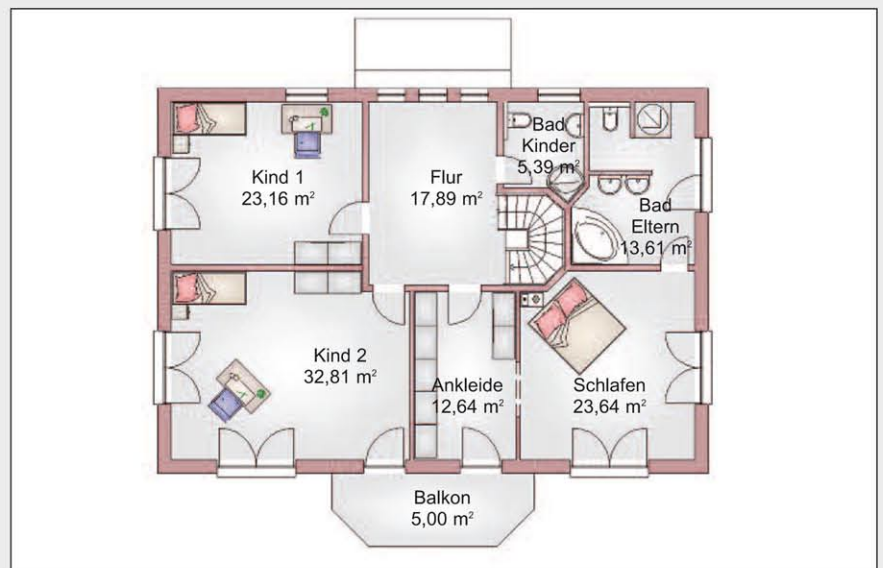 Kind 1
23,16 m²
Flur
17,89 m²
Bad
Kinder
5,39 m²
Bad
Eltern
13,61 m²
Kind 2
32,81 m²
Ankleide
12,64 m²
Schlafen
23,64 m²
Balkon
5,00 m²